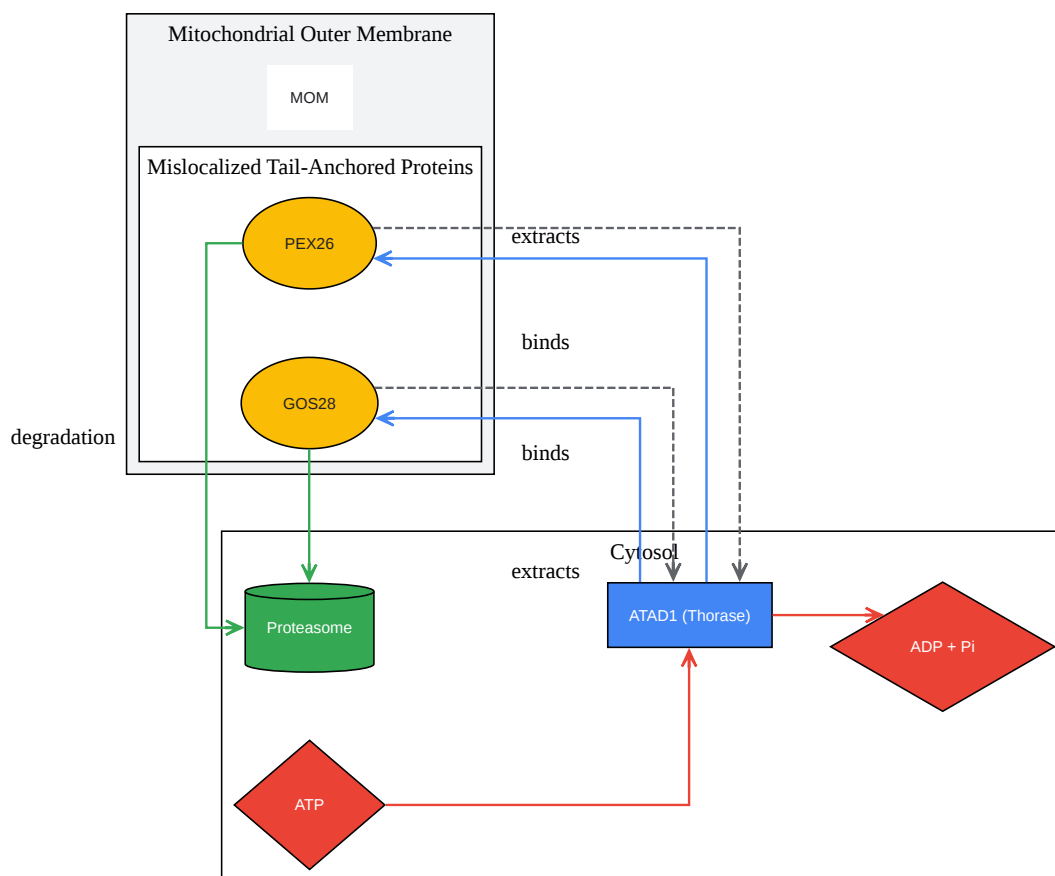 Mitochondrial Outer Membrane
MOM
Mislocalized Tail-Anchored Proteins
PEX26
extracts
binds
GOS28
degradation
binds
Cytosol
extracts
ATAD1 (Thorase)
Proteasome
ADP + Pi
ATP